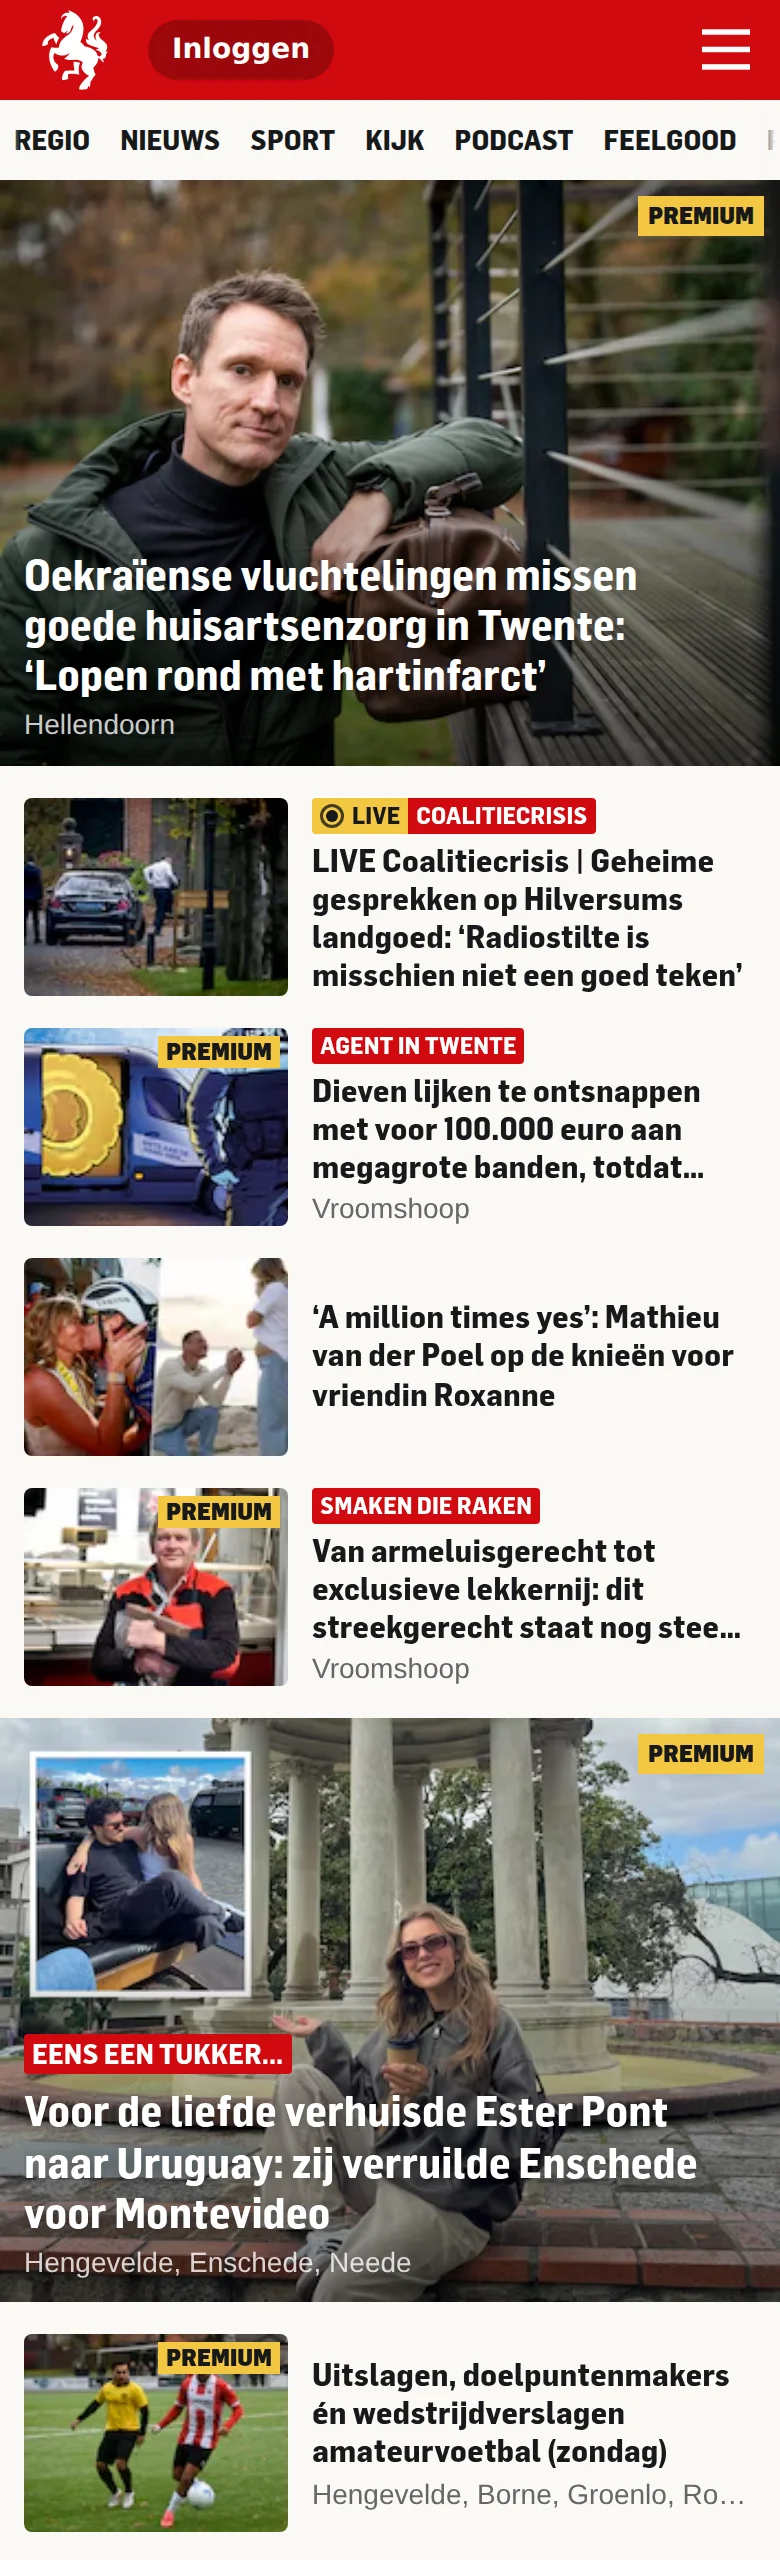 Inloggen
REGIO NIEUWS SPORT KIJK PODCAST FEELGOOD
PREMIUM
Oekraïense vluchtelingen missen
goede huisartsenzorg in Twente:
‘Lopen rond met hartinfarct’
Hellendoorn
LIVE COALITIECRISIS
LIVE Coalitiecrisis | Geheime
gesprekken op Hilversums
landgoed: ‘Radiostilte is
misschien niet een goed teken’
PREMIUM
AGENT IN TWENTE
Dieven lijken te ontsnappen
met voor 100.000 euro aan
megagrote banden, totdat...
Vroomshoop
‘A million times yes’: Mathieu
van der Poel op de knieën voor
vriendin Roxanne
PREMIUM
SMAKEN DIE RAKEN
Van armeluisgerecht tot
exclusieve lekkernij: dit
streekgerecht staat nog stee...
Vroomshoop
PREMIUM
EENS EEN TUKKER...
Voor de liefde verhuisde Ester Pont
naar Uruguay: zij verruilde Enschede
voor Montevideo
Hengevelde, Enschede, Neede
PREMIUM
Uitslagen, doelpuntenmakers
én wedstrijdverslagen
amateurvoetbal (zondag)
Hengevelde, Borne, Groenlo, Ro...